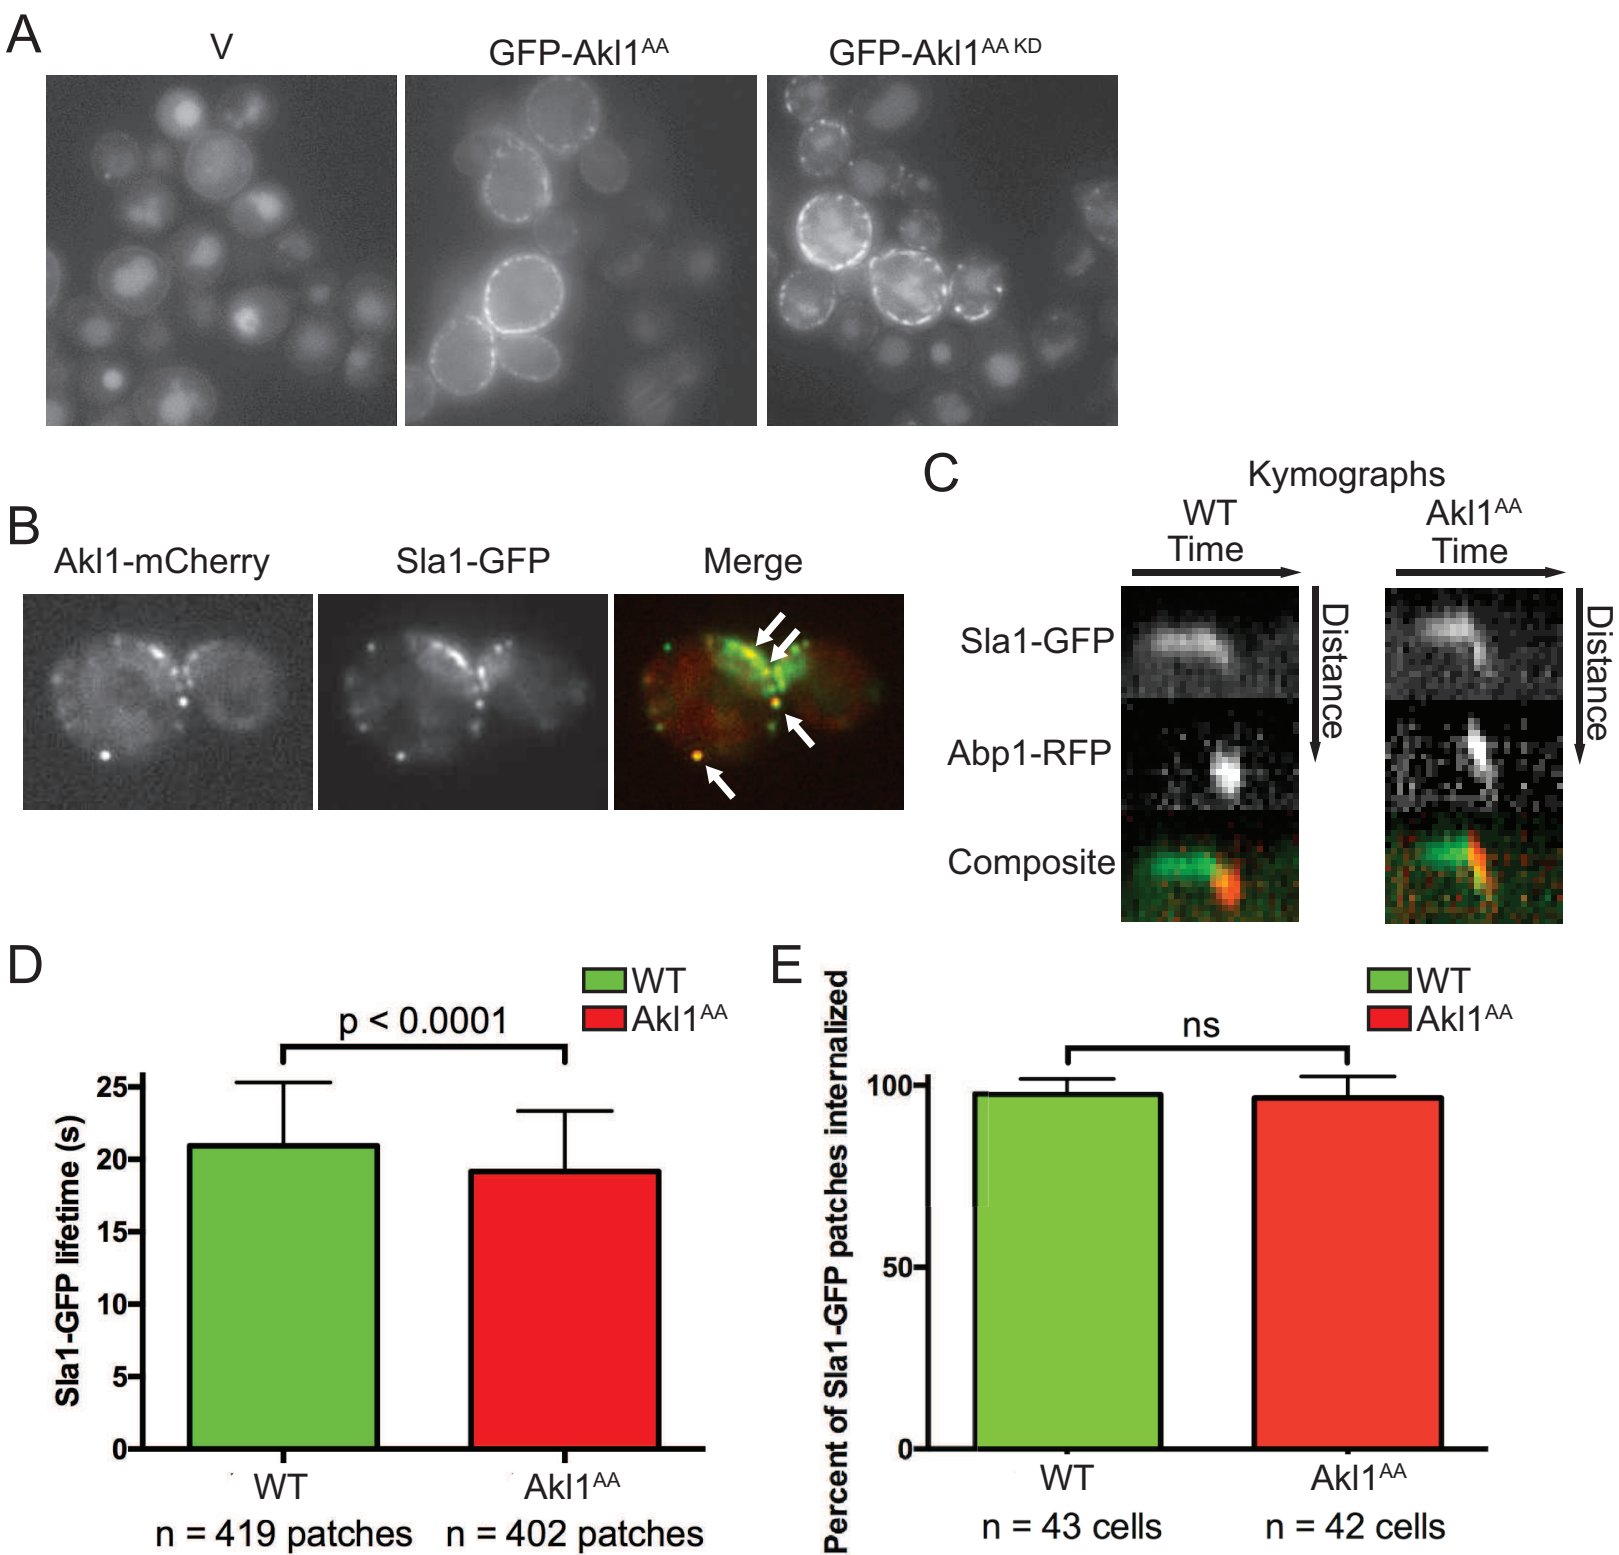 A
V
GFP-Akl1AA
GFP-Akl1AA KD
B
Akl1-mCherry
Sla1-GFP
Merge
C
Kymographs
WT
Time
Akl1AA
Time
Distance
Distance
Sla1-GFP
Abp1-RFP
Composite
D
WT
Akl1AA
p < 0.0001
Sla1-GFP lifetime (s)
25
20
15
10
5
0
WT
Akl1AA
n = 419 patches
n = 402 patches
E
WT
Akl1AA
ns
Percent of Sla1-GFP patches internalized
100
50
0
WT
Akl1AA
n = 43 cells
n = 42 cells